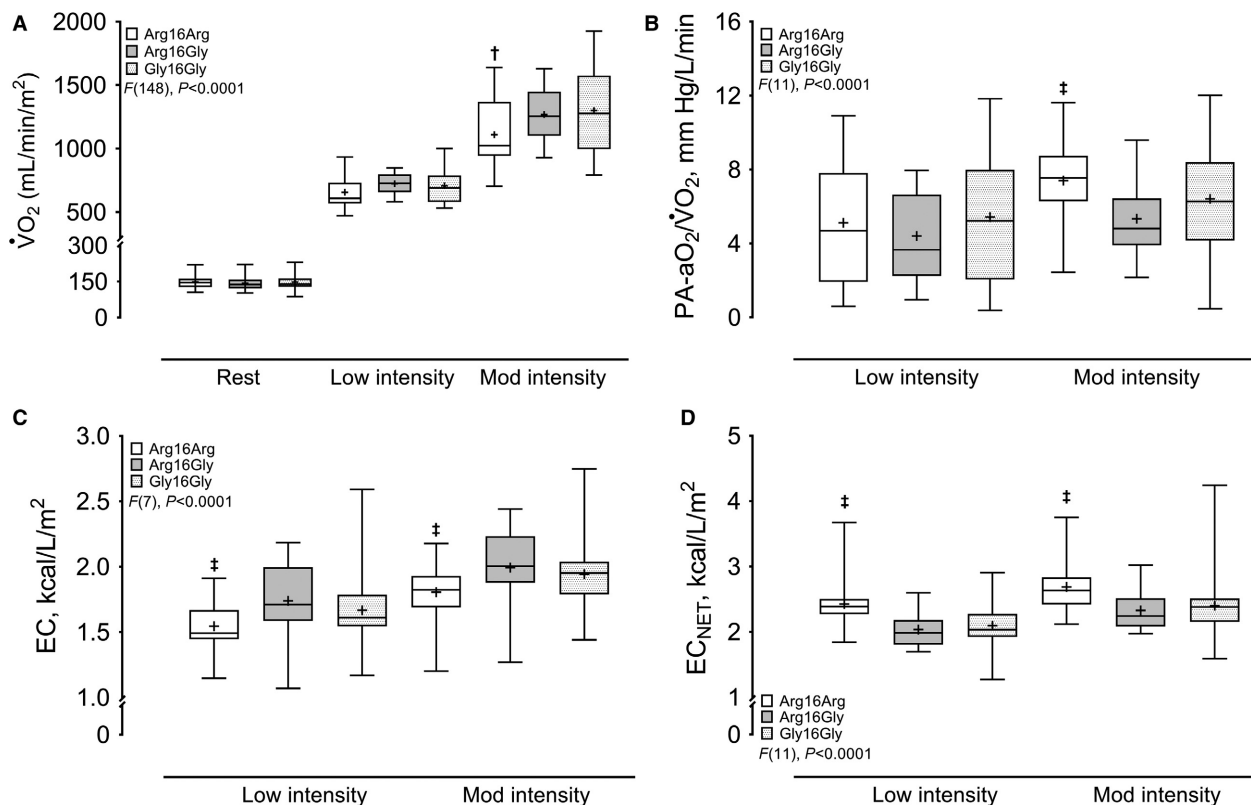 A
V̇O2 (mL/min/m2)
2000
1500
1000
500
300
150
0
Arg16Arg
Arg16Gly
Gly16Gly
F(148), P<0.0001
†
Rest Low intensity Mod intensity
B
PA-aO2/V̇O2, mm Hg/L/min
16
12
8
4
0
Arg16Arg
Arg16Gly
Gly16Gly
F(11), P<0.0001
‡
Low intensity Mod intensity
C
EC, kcal/L/m2
3.0
2.5
2.0
1.5
1.0
0
Arg16Arg
Arg16Gly
Gly16Gly
F(7), P<0.0001
‡ ‡
Low intensity Mod intensity
D
ECNET, kcal/L/m2
5
4
3
2
1
0
‡ ‡
Arg16Arg
Arg16Gly
Gly16Gly
F(11), P<0.0001
Low intensity Mod intensity